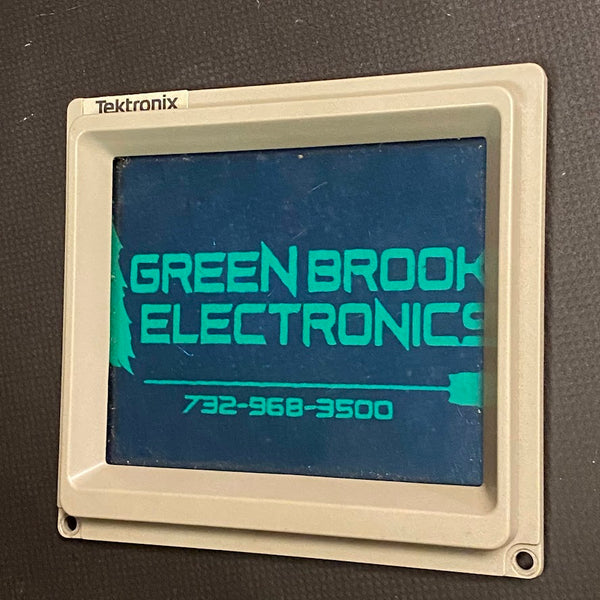 Tektronix
GREEN BROOK
ELECTRONICS
732-968-3500